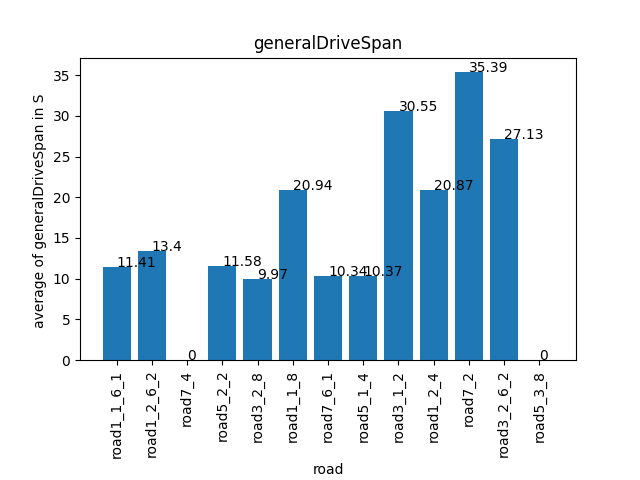 generalDriveSpan
average of generalDriveSpan in S
35
30
25
20
15
10
5
0
11.41
13.4
0
11.58
9.97
20.94
10.34
10.37
30.55
20.87
35.39
27.13
0
road1_1_6_1
road1_2_6_2
road7_4
road5_2_2
road3_2_8
road1_1_8
road7_6_1
road5_1_4
road3_1_2
road1_2_4
road7_2
road3_2_6_2
road5_3_8
road